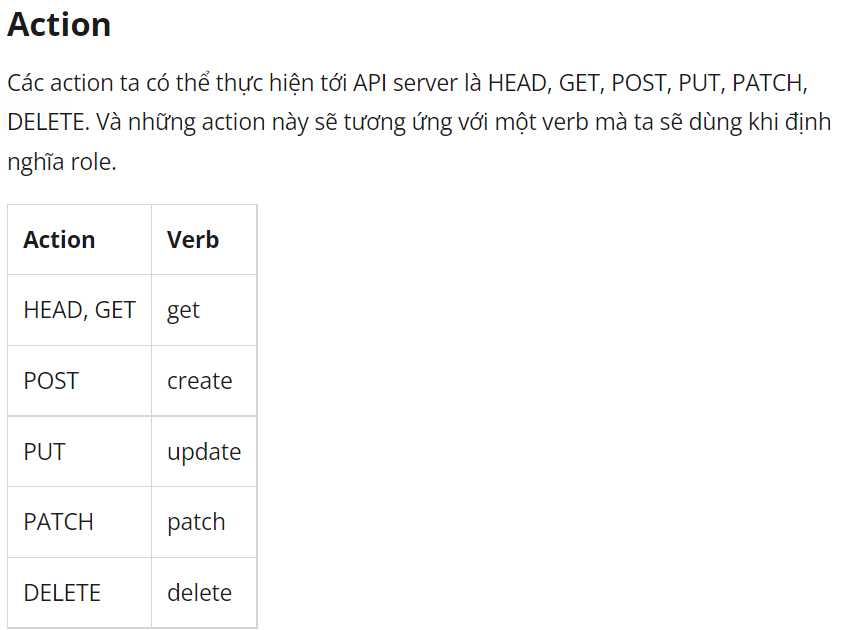 Action
Các action ta có thể thực hiện tới API server là HEAD, GET, POST, PUT, PATCH,
DELETE. Và những action này sẽ tương ứng với một verb mà ta sẽ dùng khi định
nghĩa role.
Action Verb
HEAD, GET get
POST create
PUT update
PATCH patch
DELETE delete